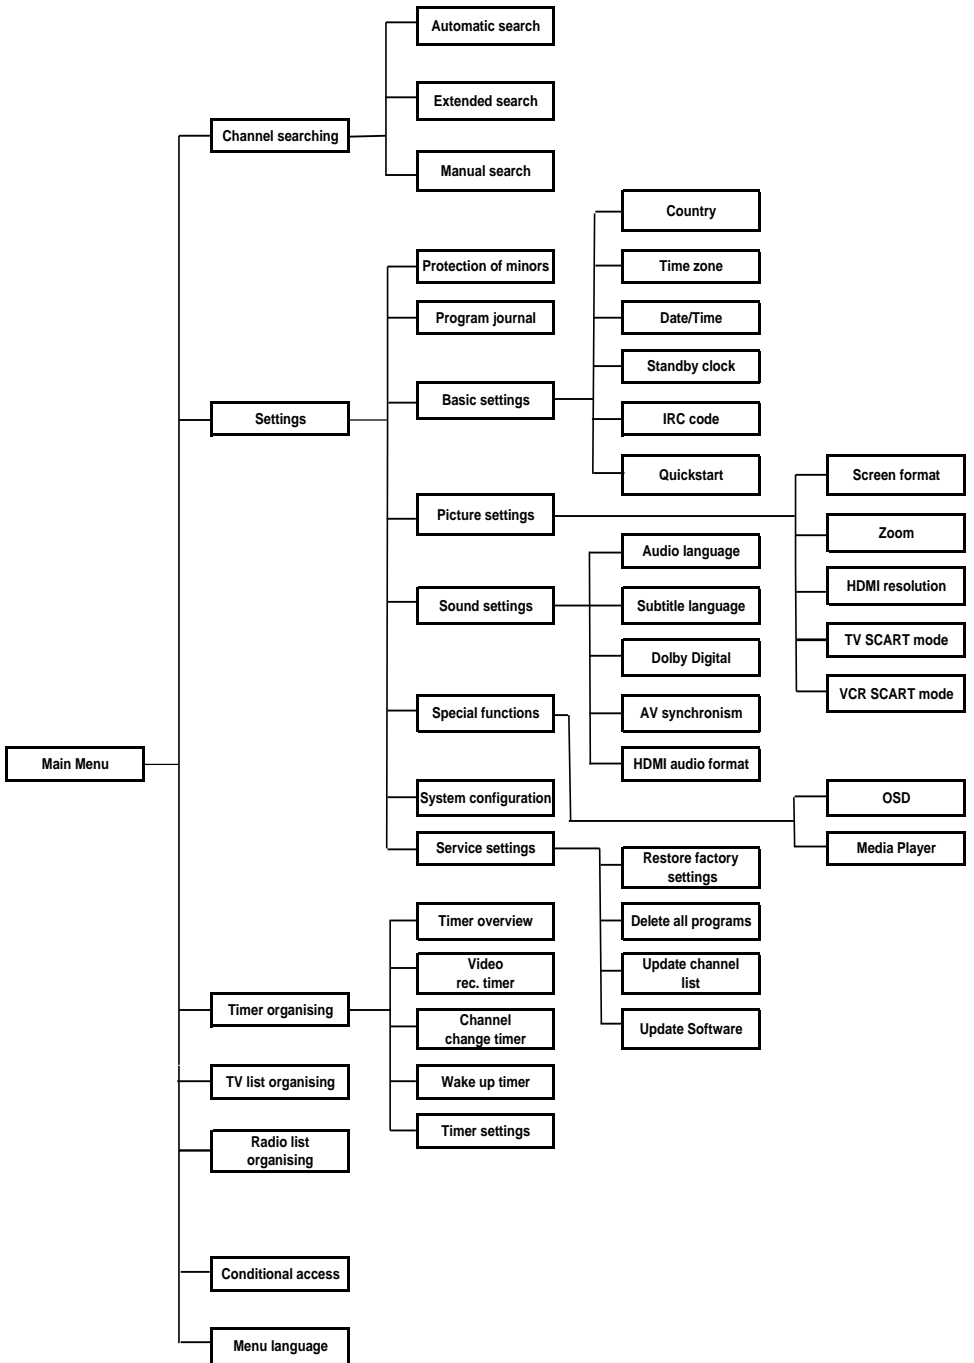 Automatic search
Extended search
Channel searching
Manual search
Country
Protection of minors
Time zone
Program journal
Date/Time
Standby clock
Basic settings
Settings
IRC code
Quickstart
Screen format
Picture settings
Zoom
Audio language
HDMI resolution
Sound settings
Subtitle language
TV SCART mode
Dolby Digital
VCR SCART mode
Special functions
AV synchronism
Main Menu
HDMI audio format
System configuration
OSD
Service settings
Media Player
Restore factory
settings
Timer overview
Delete all programs
Video
rec. timer
Update channel
list
Timer organising
Channel
change timer
Update Software
TV list organising
Wake up timer
Timer settings
Radio list
organising
Conditional access
Menu language